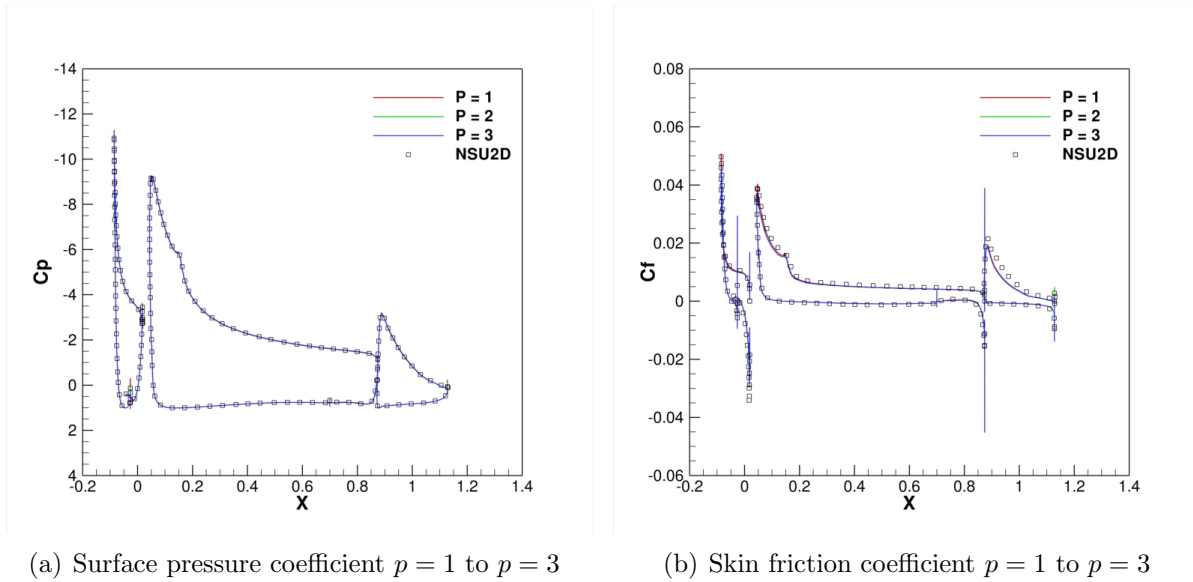 -14
-12
-10
-8
-6
-4
-2
0
2
4
Cp
-0.2 0 0.2 0.4 0.6 0.8 1 1.2 1.4
X
P = 1
P = 2
P = 3
NSU2D
(a) Surface pressure coefficient p = 1 to p = 3
0.08
0.06
0.04
0.02
0
-0.02
-0.04
-0.06
Cf
-0.2 0 0.2 0.4 0.6 0.8 1 1.2 1.4
X
P = 1
P = 2
P = 3
NSU2D
(b) Skin friction coefficient p = 1 to p = 3